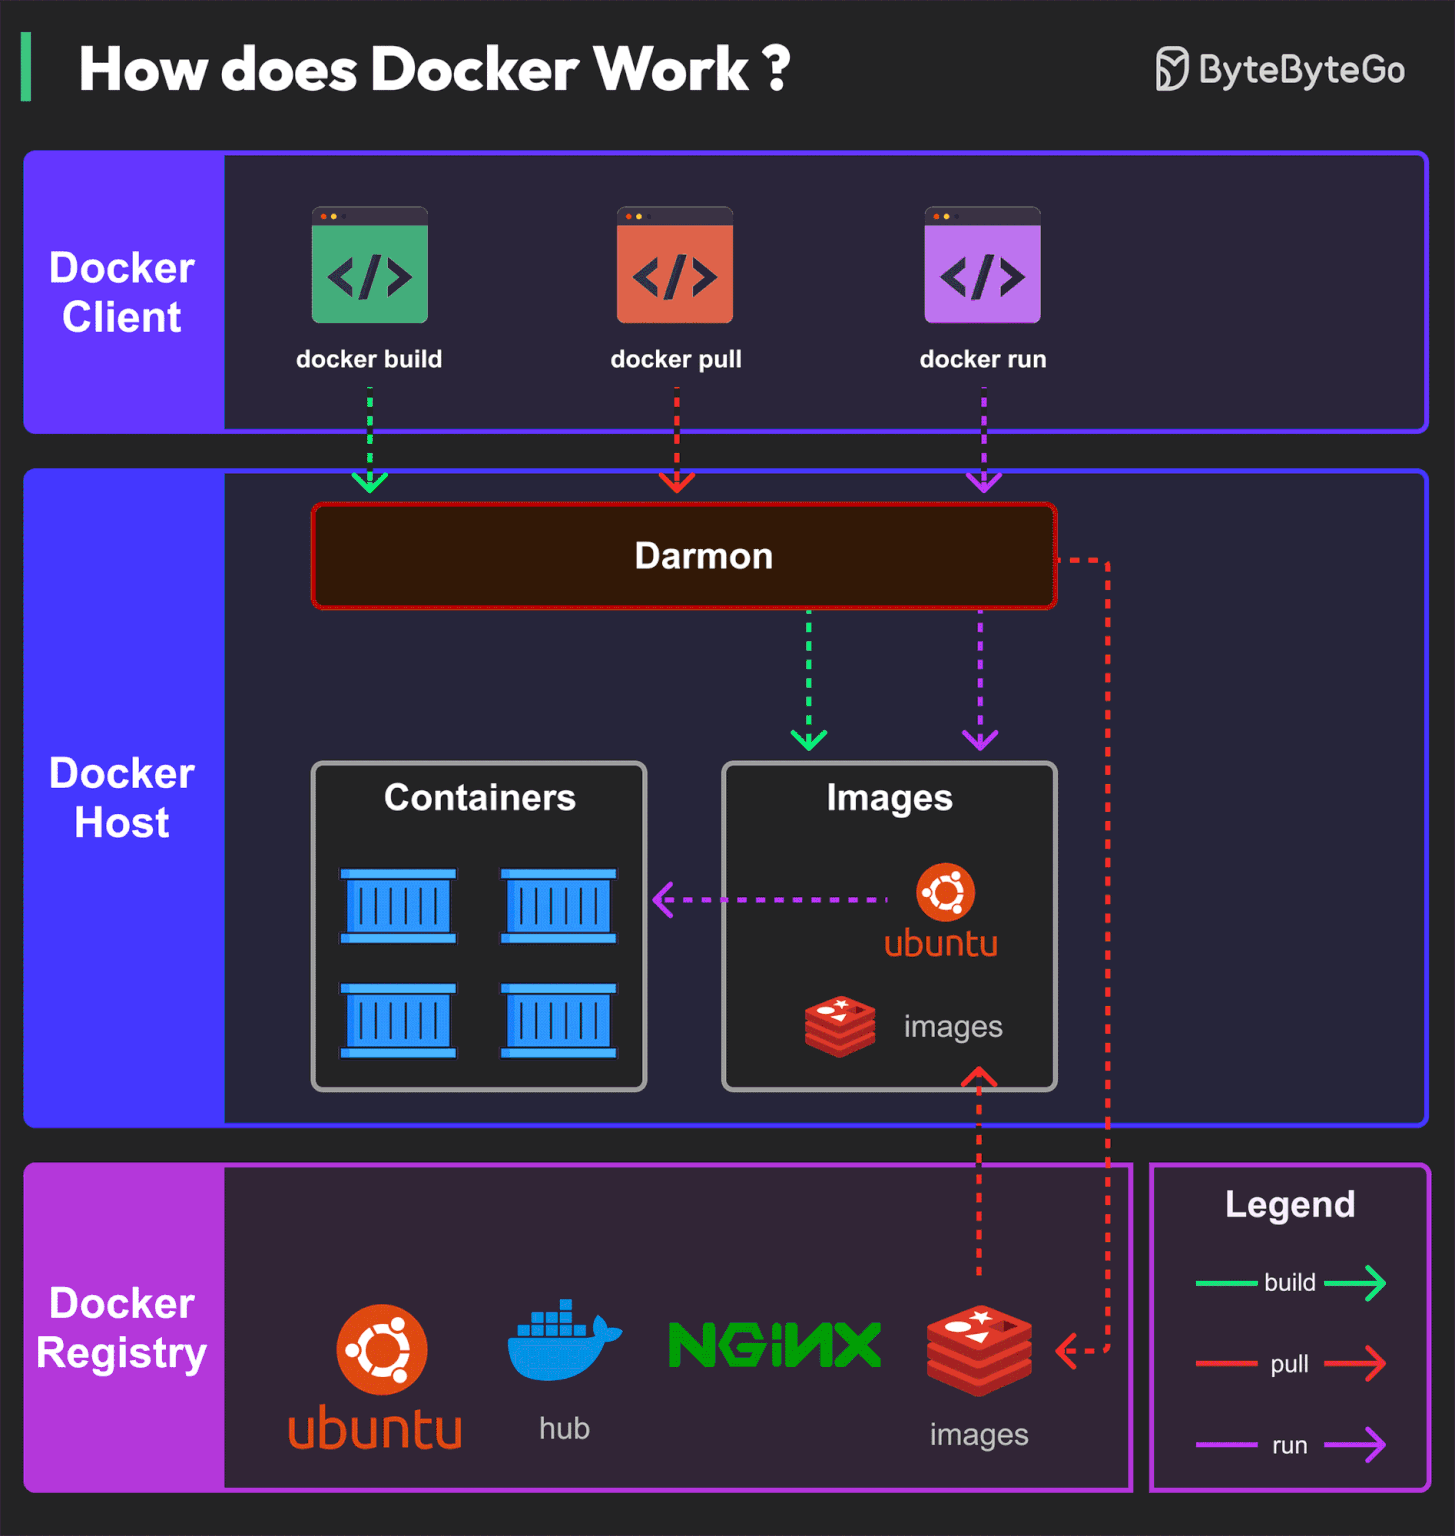 How does Docker Work ?
ByteByteGo
Docker
Client
</>
</>
</>
docker build
docker pull
docker run
Docker
Host
Darmon
Containers
Images
ubuntu
images
Docker
Registry
ubuntu
hub
NGiNX
images
Legend
build
pull
run